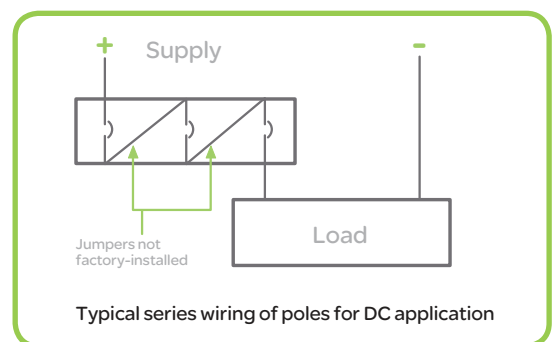 + Supply -
Jumpers not
factory-installed
Load
Typical series wiring of poles for DC application